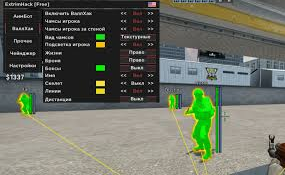 ExtrimHack [Free]
АимБот
ВаллХак
Прочее
Чейнджер
Настройки
$1337
Включить ВаллХак Вкл
Чамсы игрока Вкл
Чамсы игрока за стеной Вкл
Вид чамсов Текстурные
Подсветка игрока Вкл
Жизни Право
Броня Право
Боксы Выкл
Имя Вкл
Скелет Вкл
Линии Вкл
Дистанция Выкл